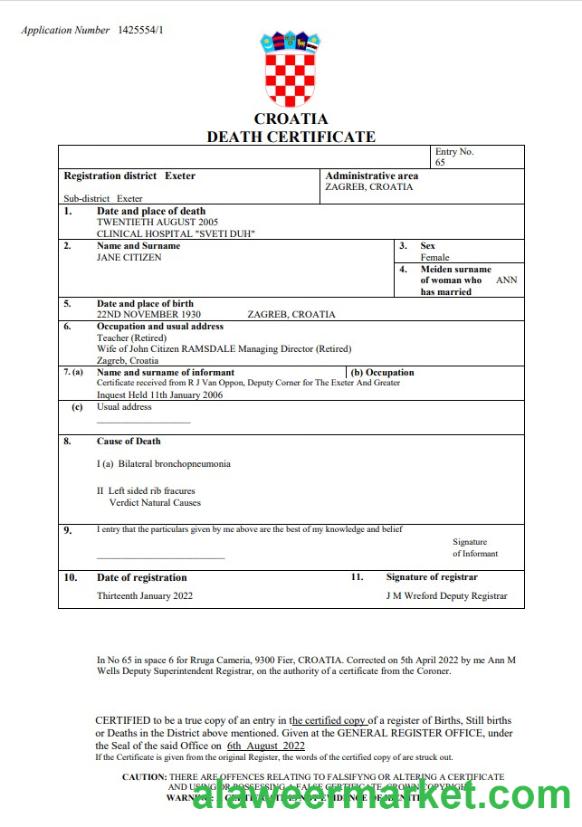 Application Number 1425554/1
CROATIA
DEATH CERTIFICATE
Entry No.
65
Registration district Exeter
Sub-district Exeter
Administrative area
ZAGREB, CROATIA
1. Date and place of death
TWENTIETH AUGUST 2005
CLINICAL HOSPITAL "SVETI DUH"
2. Name and Surname
JANE CITIZEN
3. Sex
Female
4. Meiden surname
of woman who ANN
has married
5. Date and place of birth
22ND NOVEMBER 1930 ZAGREB, CROATIA
6. Occupation and usual address
Teacher (Retired)
Wife of John Citizen RAMSDALE Managing Director (Retired)
Zagreb, Croatia
7. (a) Name and surname of informant (b) Occupation
Certificate received from R J Van Oppon, Deputy Corner for The Exeter And Greater
Inquest Held 11th January 2006
(c) Usual address
8. Cause of Death
I (a) Bilateral bronchopneumonia
II Left sided rib fracures
Verdict Natural Causes
9. I entry that the particulars given by me above are the best of my knowledge and belief
Signature
of Informant
10. Date of registration
Thirteenth January 2022
11. Signature of registrar
J M Wreford Deputy Registrar
In No 65 in space 6 for Rruga Cameria, 9300 Fier, CROATIA. Corrected on 5th April 2022 by me Ann M
Wells Deputy Superintendent Registrar, on the authority of a certificate from the Coroner.
CERTIFIED to be a true copy of an entry in the certified copy of a register of Births, Still births
or Deaths in the District above mentioned. Given at the GENERAL REGISTER OFFICE, under
the Seal of the said Office on 6th August 2022
If the Certificate is given from the original Register, the words of the certified copy of are struck out.
CAUTION: THERE ARE OFFENCES RELATING TO FALSIFYNG OR ALTERING A CERTIFICATE
AND USING OR POSSESSING A FALSE CERTIFICATE. CROWN COPYRIGHT
alaweermarket.com